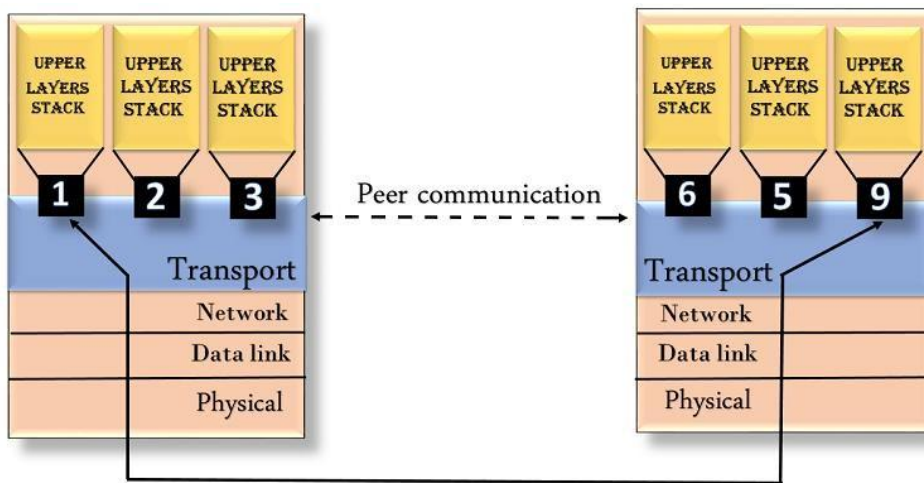 UPPER
LAYERS
STACK
UPPER
LAYERS
STACK
UPPER
LAYERS
STACK
1
2
3
Transport
Network
Data link
Physical
Peer communication
UPPER
LAYERS
STACK
UPPER
LAYERS
STACK
UPPER
LAYERS
STACK
6
5
9
Transport
Network
Data link
Physical